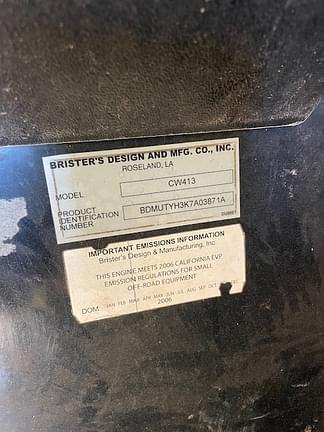 BRISTER'S DESIGN AND MFG. CO., INC.
ROSELAND, LA
MODEL CW413
PRODUCT IDENTIFICATION NUMBER BDMUTYH3K7A03871A
IMPORTANT EMISSIONS INFORMATION
Brister's Design & Manufacturing, Inc.
THIS ENGINE MEETS 2006 CALIFORNIA EVP
EMISSION REGULATIONS FOR SMALL
OFF-ROAD EQUIPMENT
DOM: JAN FEB MAR APR MAY JUN JUL AUG SEP OCT
2006